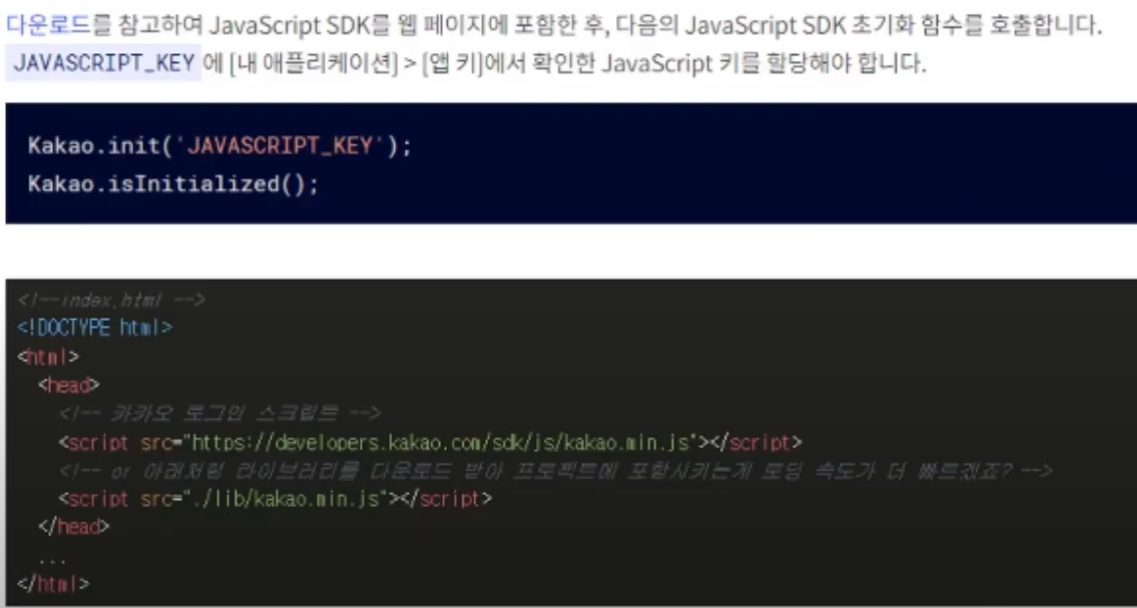 다운로드를 참고하여 JavaScript SDK를 웹 페이지에 포함한 후, 다음의 JavaScript SDK 초기화 함수를 호출합니다.
JAVASCRIPT_KEY 에 [내 애플리케이션] > [앱 키]에서 확인한 JavaScript 키를 할당해야 합니다.
Kakao.init('JAVASCRIPT_KEY');
Kakao.isInitialized();
<!--index.html -->
<!DOCTYPE html>
<html>
<head>
<!-- 카카오 로그인 스크립트 -->
<script src="https://developers.kakao.com/sdk/js/kakao.min.js"></script>
<!-- or 아래처럼 라이브러리를 다운로드 받아 프로젝트에 포함시키는게 로딩 속도가 더 빠르겠죠? -->
<script src="./lib/kakao.min.js"></script>
</head>
...
</html>